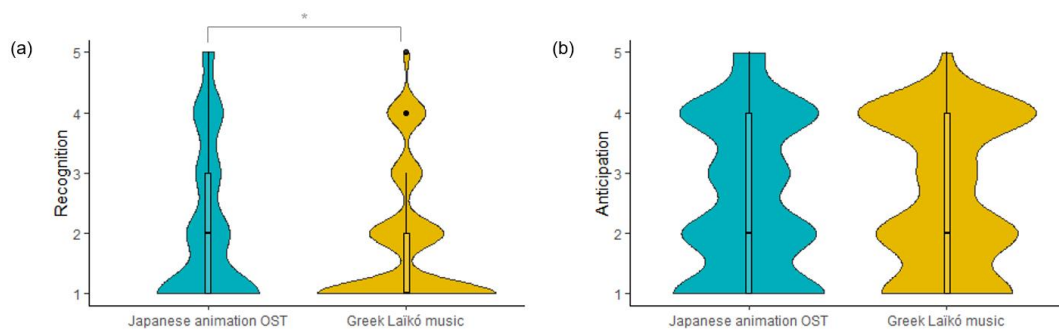 *
(a)
Recognition
5
4
3
2
1
Japanese animation OST Greek Laïkó music
(b)
Anticipation
5
4
3
2
1
Japanese animation OST Greek Laïkó music